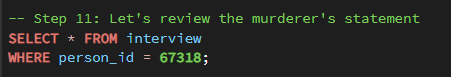 -- Step 11: Let's review the murderer's statement
SELECT * FROM interview
WHERE person_id = 67318;